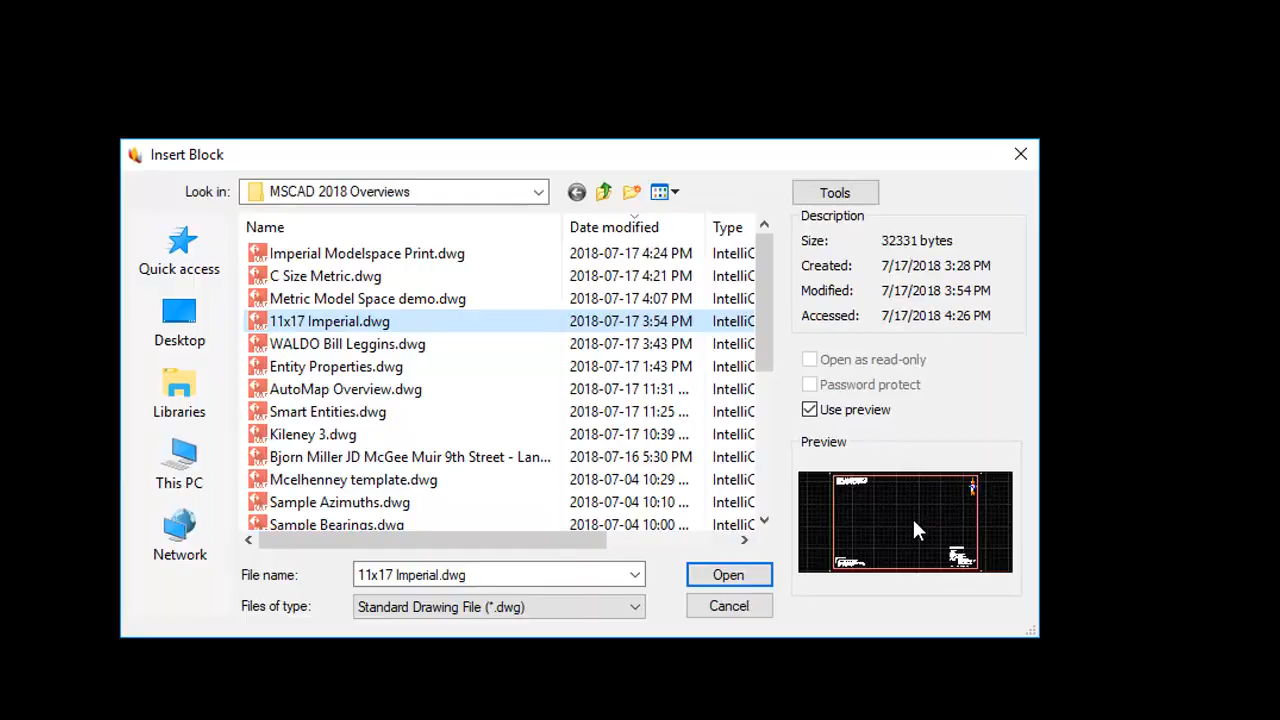 Insert Block
Look in: MSCAD 2018 Overviews
Tools
Quick access
Desktop
Libraries
This PC
Network
Name Date modified Type
Imperial Modelspace Print.dwg 2018-07-17 4:24 PM IntelliC
C Size Metric.dwg 2018-07-17 4:21 PM IntelliC
Metric Model Space demo.dwg 2018-07-17 4:07 PM IntelliC
11x17 Imperial.dwg 2018-07-17 3:54 PM IntelliC
WALDO Bill Leggins.dwg 2018-07-17 3:43 PM IntelliC
Entity Properties.dwg 2018-07-17 1:43 PM IntelliC
AutoMap Overview.dwg 2018-07-17 11:31 ... IntelliC
Smart Entities.dwg 2018-07-17 11:25 ... IntelliC
Kileney 3.dwg 2018-07-17 10:39 ... IntelliC
Bjorn Miller JD McGee Muir 9th Street - Lan... 2018-07-16 5:30 PM IntelliC
Mcelhenney template.dwg 2018-07-04 10:29 ... IntelliC
Sample Azimuths.dwg 2018-07-04 10:10 ... IntelliC
Sample Bearings.dwg 2018-07-04 10:00 ... IntelliC
File name: 11x17 Imperial.dwg Open
Files of type: Standard Drawing File (*.dwg) Cancel
Description
Size: 32331 bytes
Created: 7/17/2018 3:28 PM
Modified: 7/17/2018 3:54 PM
Accessed: 7/17/2018 4:26 PM
Open as read-only
Password protect
Use preview
Preview